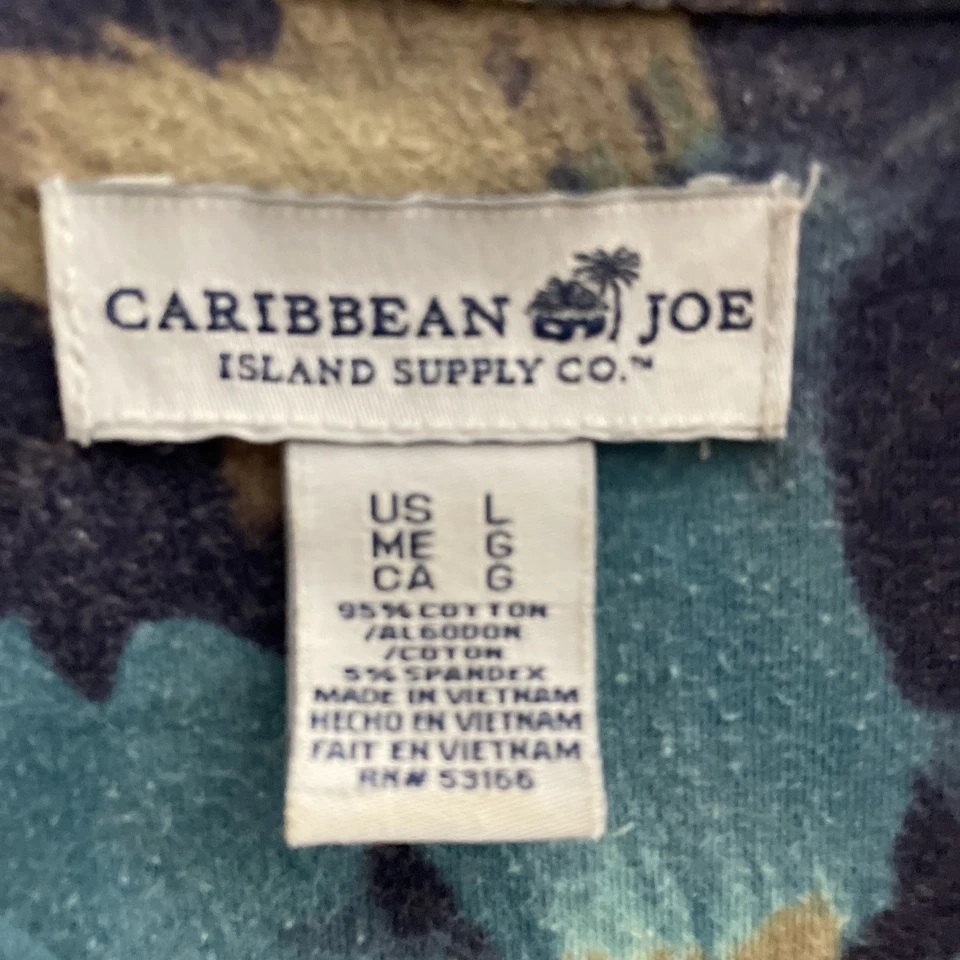 CARIBBEAN JOE
ISLAND SUPPLY CO.™
US L
ME G
CA G
95% COTTON
/ALGODON
/COTON
5% SPANDEX
MADE IN VIETNAM
HECHO EN VIETNAM
FAIT EN VIETNAM
RN# 53166